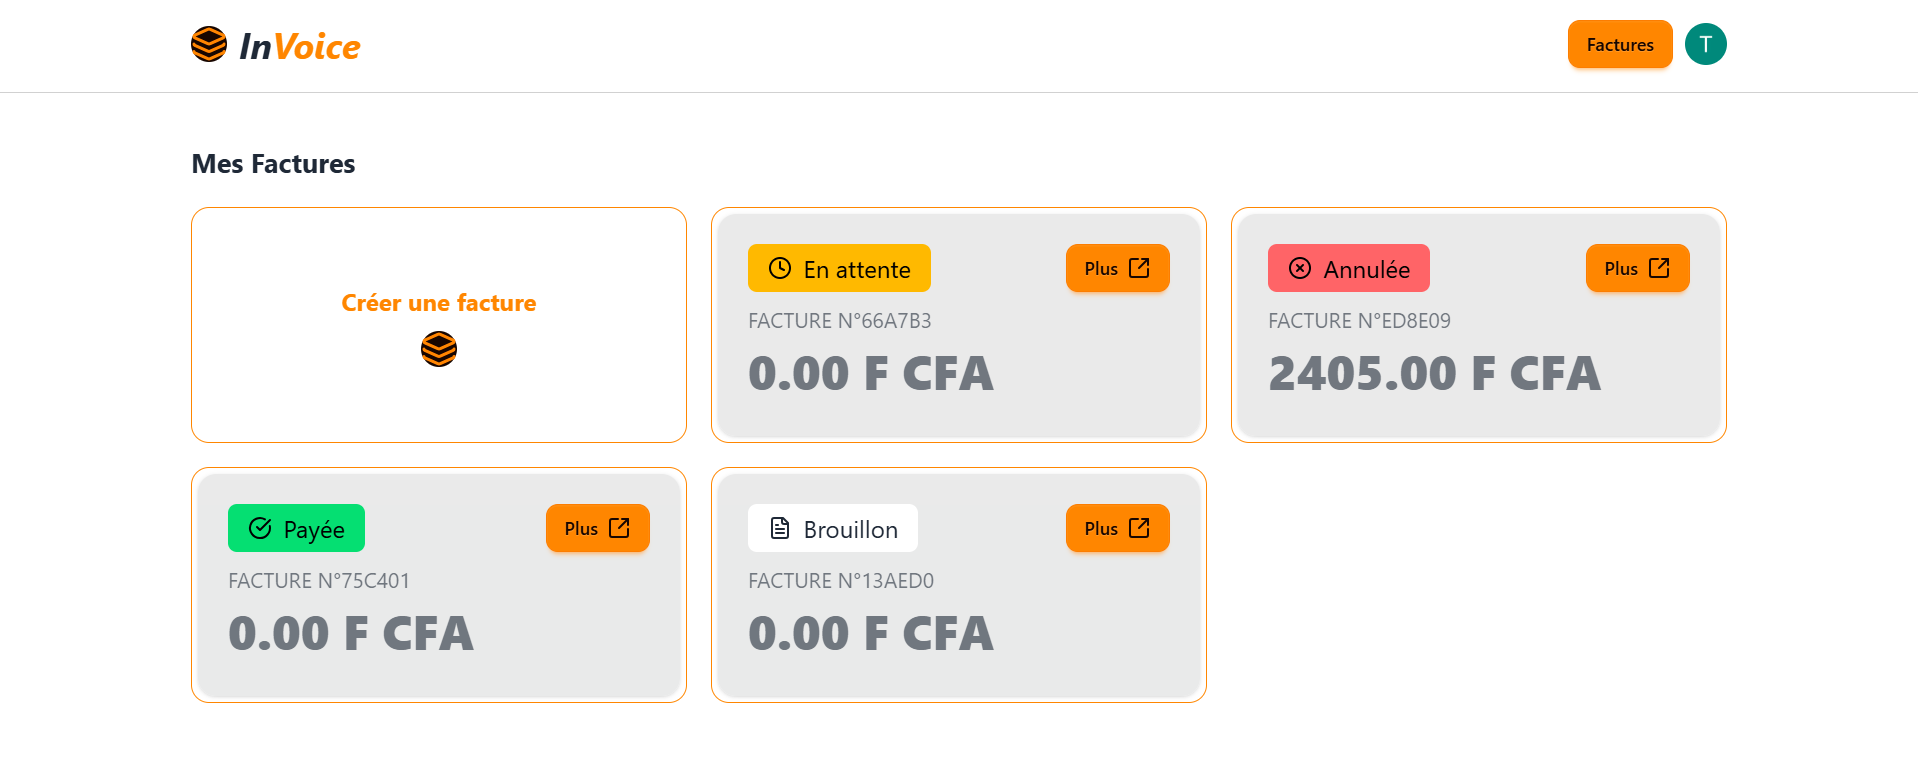 InVoice
Factures
T
Mes Factures
Créer une facture
En attente
Plus
FACTURE N°66A7B3
0.00 F CFA
Annulée
Plus
FACTURE N°ED8E09
2405.00 F CFA
Payée
Plus
FACTURE N°75C401
0.00 F CFA
Brouillon
Plus
FACTURE N°13AED0
0.00 F CFA